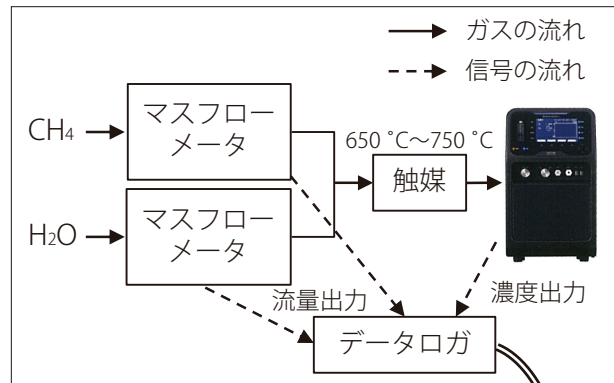 ガスの流れ
信号の流れ
CH₄
マスフロー
メータ
650 ˚C～750 ˚C
触媒
H₂O
マスフロー
メータ
流量出力
濃度出力
データロガ